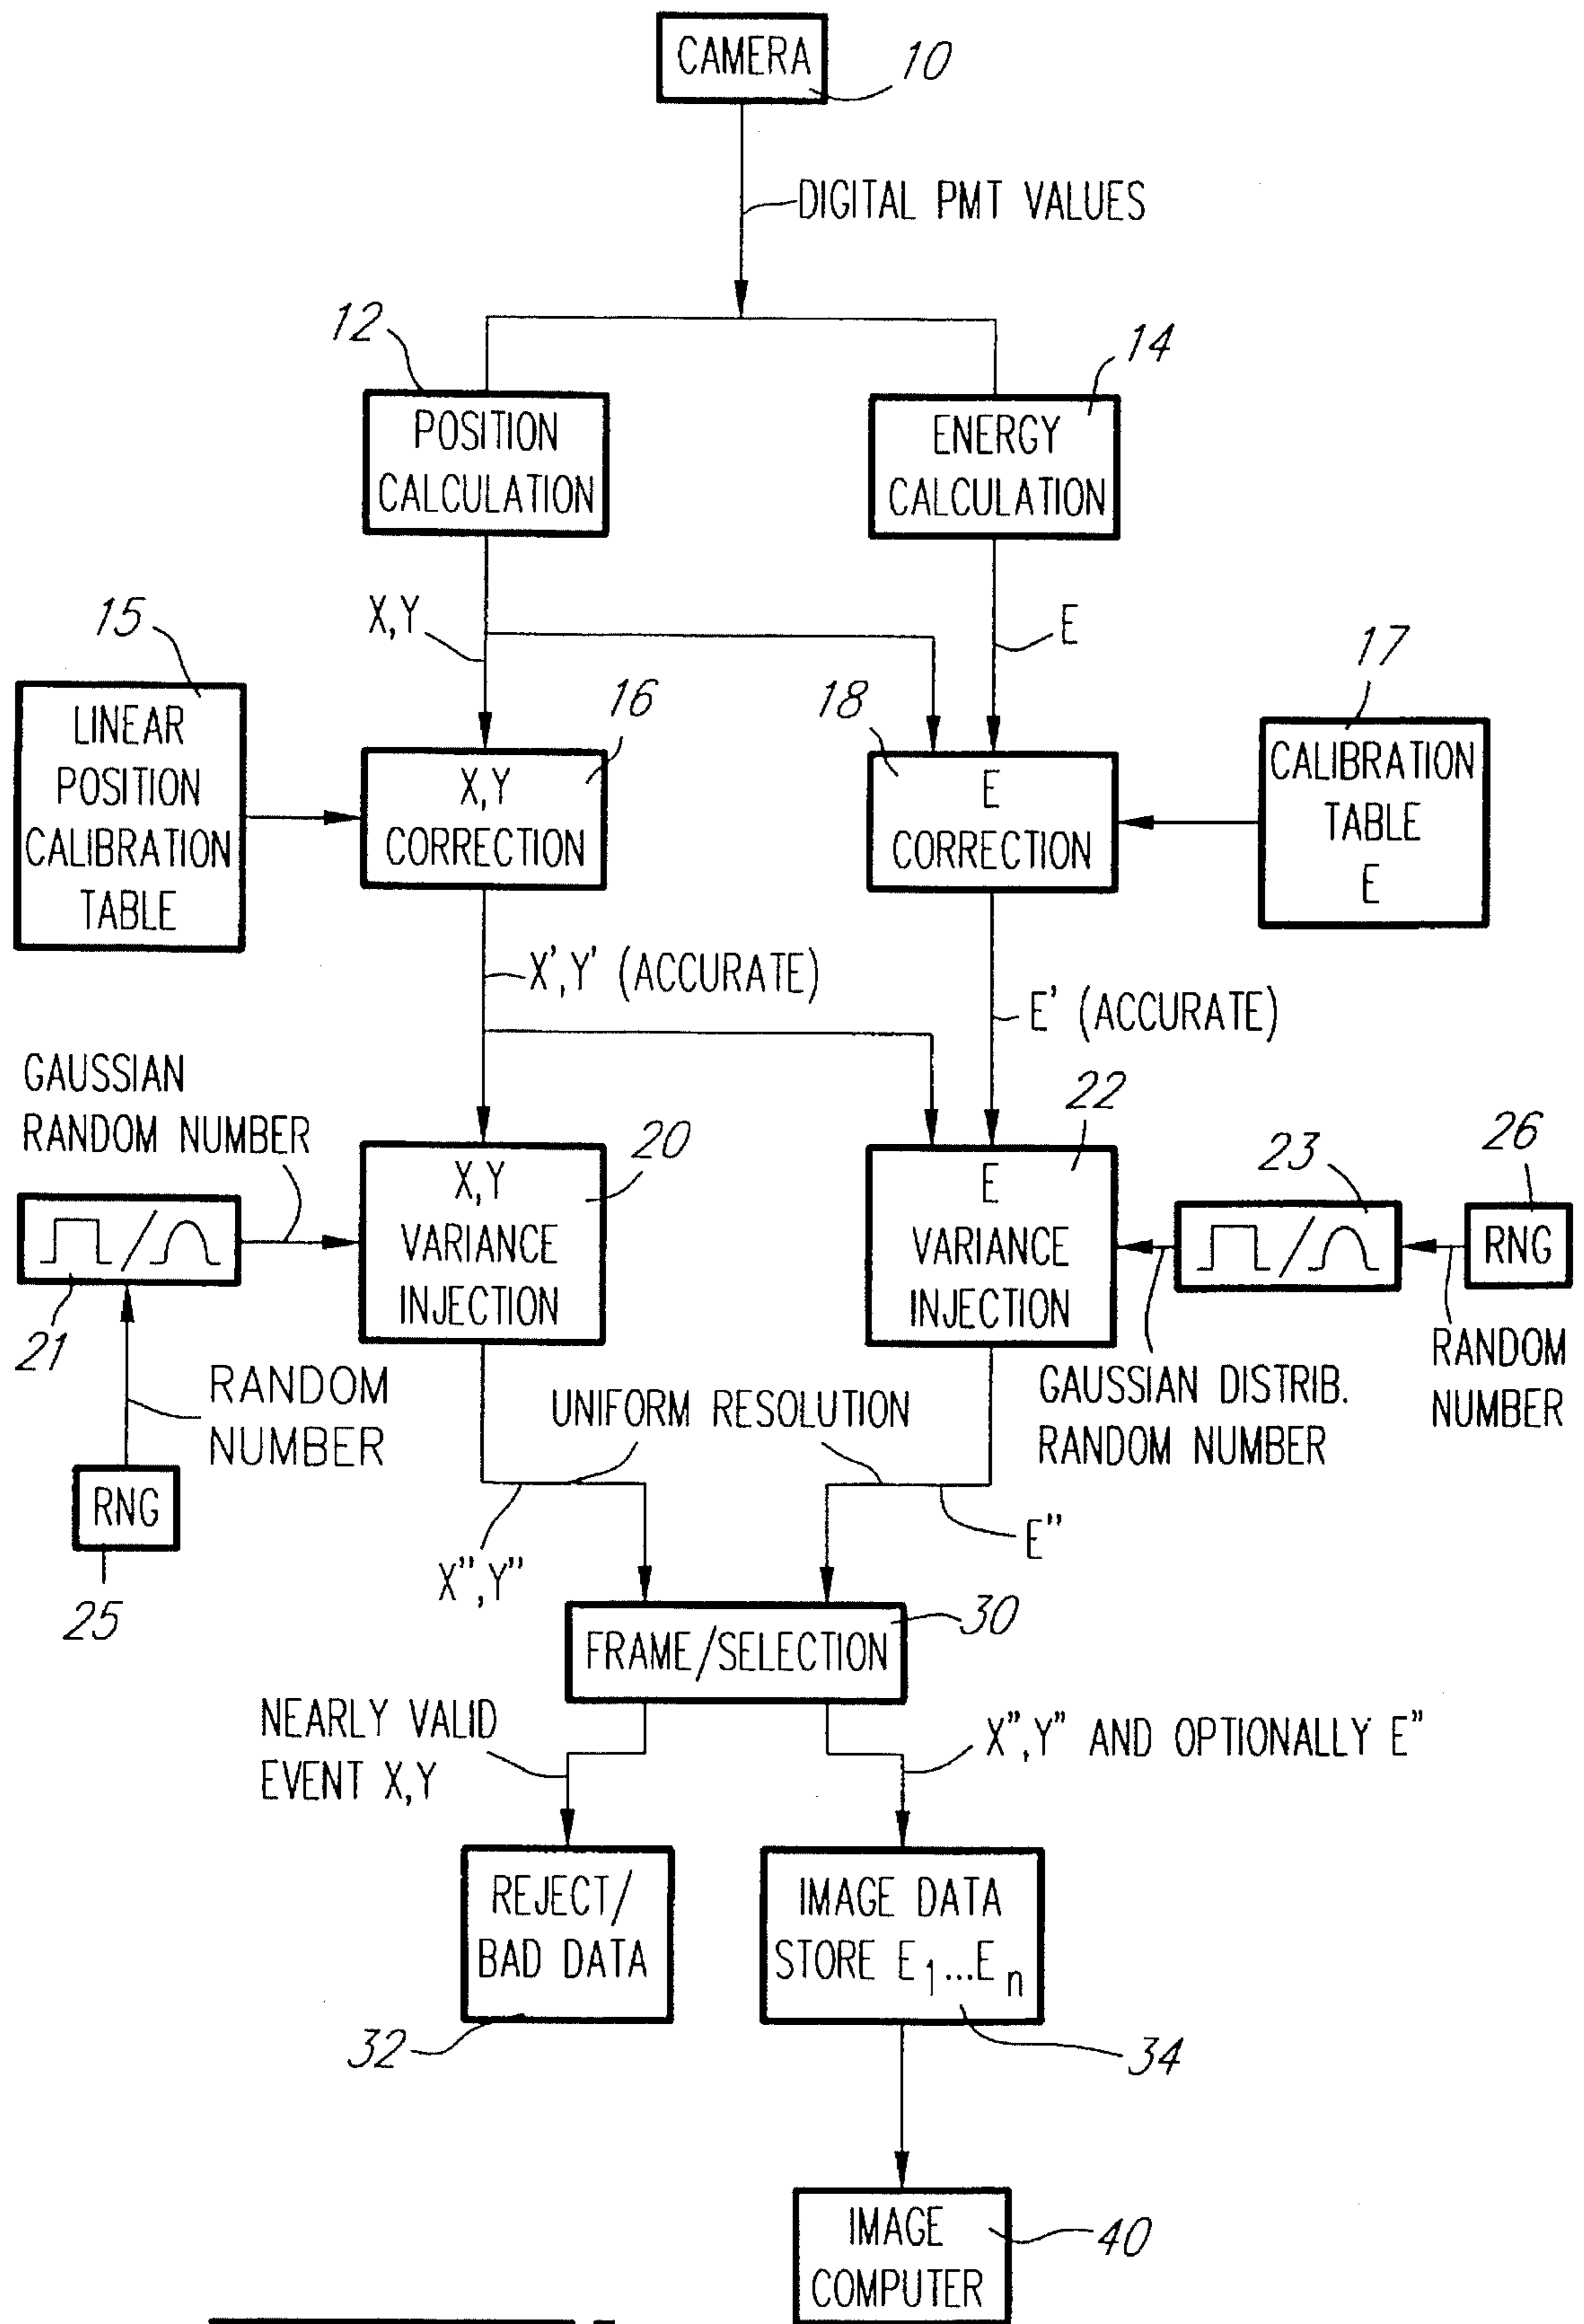 CAMERA
10
DIGITAL PMT VALUES
12
14
POSITION
CALCULATION
ENERGY
CALCULATION
X,Y
E
15
16
18
17
LINEAR
POSITION
CALIBRATION
TABLE
X,Y
CORRECTION
E
CORRECTION
CALIBRATION
TABLE
E
X',Y' (ACCURATE)
E' (ACCURATE)
GAUSSIAN
RANDOM NUMBER
20
22
23
26
21
X,Y
VARIANCE
INJECTION
E
VARIANCE
INJECTION
RNG
RANDOM
NUMBER
RANDOM
NUMBER
UNIFORM RESOLUTION
GAUSSIAN DISTRIB.
RANDOM NUMBER
RNG
25
X",Y"
E"
30
FRAME/SELECTION
NEARLY VALID
EVENT X,Y
X",Y" AND OPTIONALLY E"
REJECT/
BAD DATA
IMAGE DATA
STORE E1...En
32
34
IMAGE
COMPUTER
40